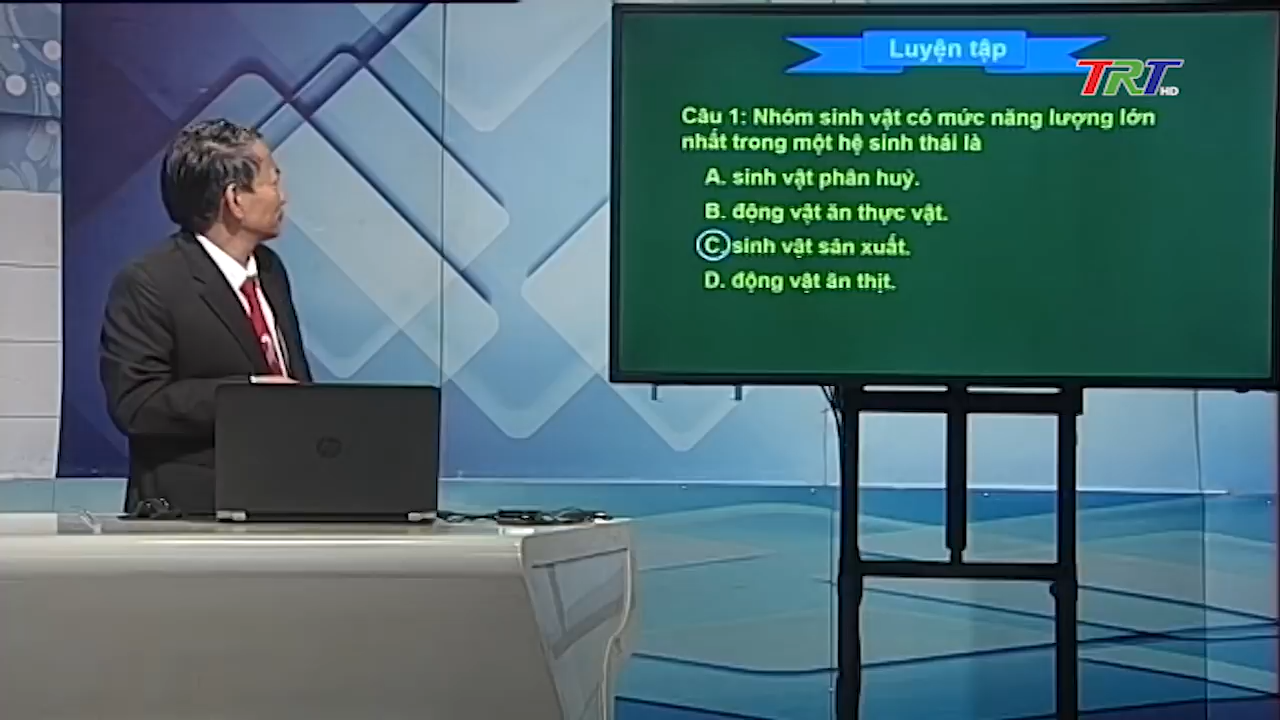 Luyện tập
TRT HD
Câu 1: Nhóm sinh vật có mức năng lượng lớn
nhất trong một hệ sinh thái là
A. sinh vật phân huỷ.
B. động vật ăn thực vật.
C. sinh vật sản xuất.
D. động vật ăn thịt.
hp